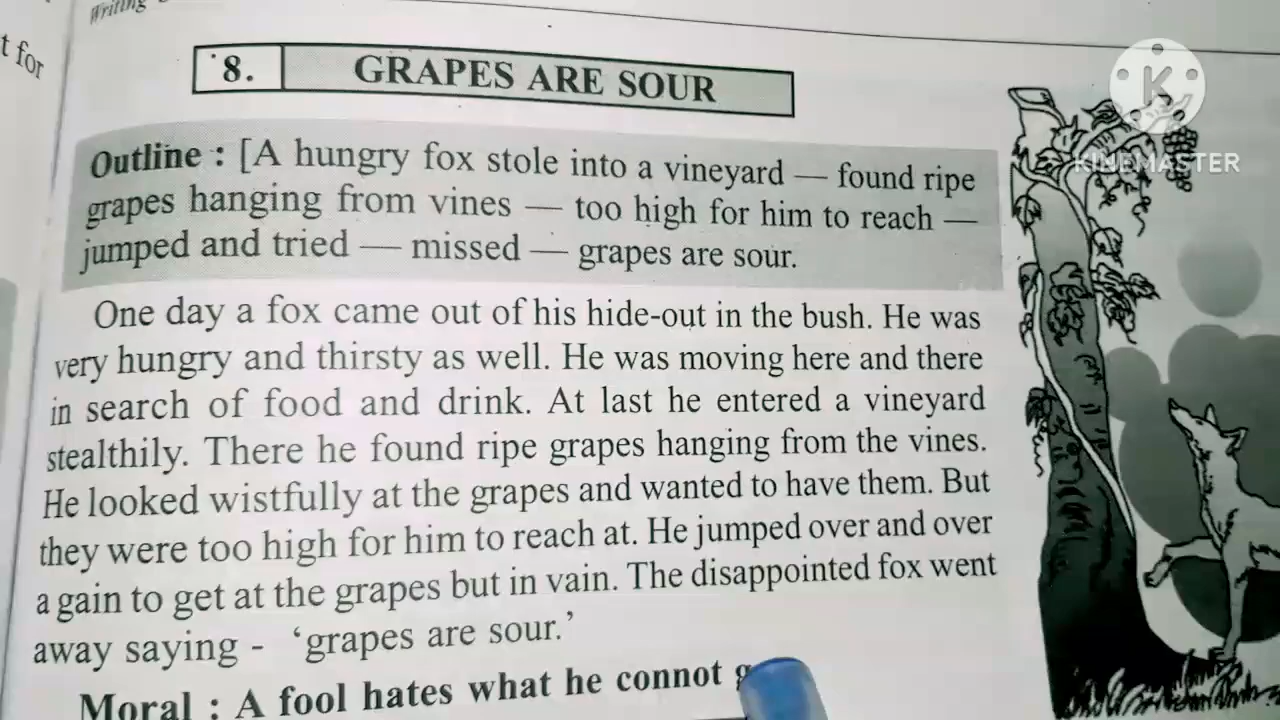 Writing
t for
8. GRAPES ARE SOUR
KINEMASTER
Outline : [A hungry fox stole into a vineyard — found ripe
grapes hanging from vines — too high for him to reach —
jumped and tried — missed — grapes are sour.
One day a fox came out of his hide-out in the bush. He was
very hungry and thirsty as well. He was moving here and there
in search of food and drink. At last he entered a vineyard
stealthily. There he found ripe grapes hanging from the vines.
He looked wistfully at the grapes and wanted to have them. But
they were too high for him to reach at. He jumped over and over
a gain to get at the grapes but in vain. The disappointed fox went
away saying - ‘grapes are sour.’
Moral : A fool hates what he connot